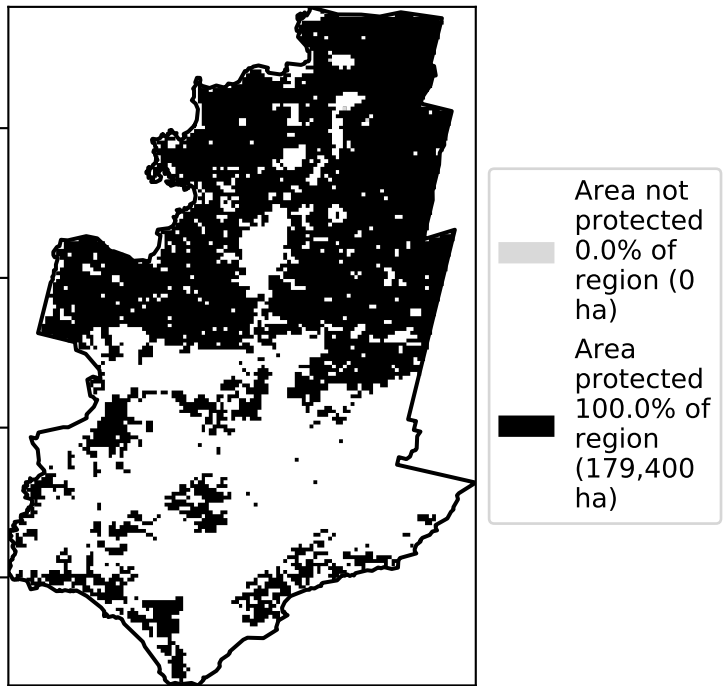 Area not
protected
0.0% of
region (0
ha)
Area
protected
100.0% of
region
(179,400
ha)